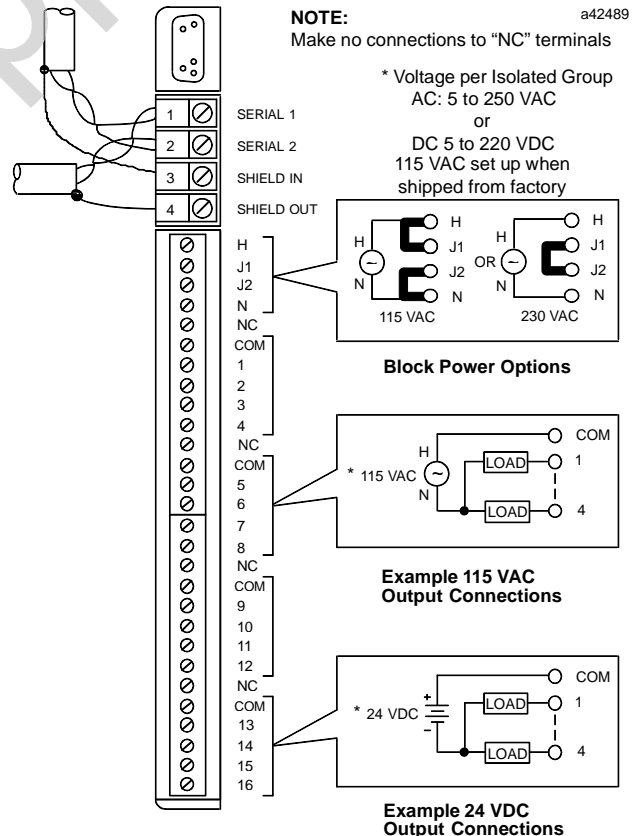 NOTE:
a42489
Make no connections to “NC” terminals
* Voltage per Isolated Group
AC: 5 to 250 VAC
or
DC 5 to 220 VDC
115 VAC set up when
shipped from factory
1 SERIAL 1
2 SERIAL 2
3 SHIELD IN
4 SHIELD OUT
H
J1
J2
N
NC
COM
1
2
3
4
NC
COM
5
6
7
8
NC
COM
9
10
11
12
NC
COM
13
14
15
16
H
N
~
H
J1
J2
N
115 VAC
OR
H
N
~
H
J1
J2
N
230 VAC
Block Power Options
* 115 VAC
H
~
N
COM
LOAD 1
LOAD 4
Example 115 VAC
Output Connections
* 24 VDC
+
–
COM
LOAD 1
LOAD 4
Example 24 VDC
Output Connections